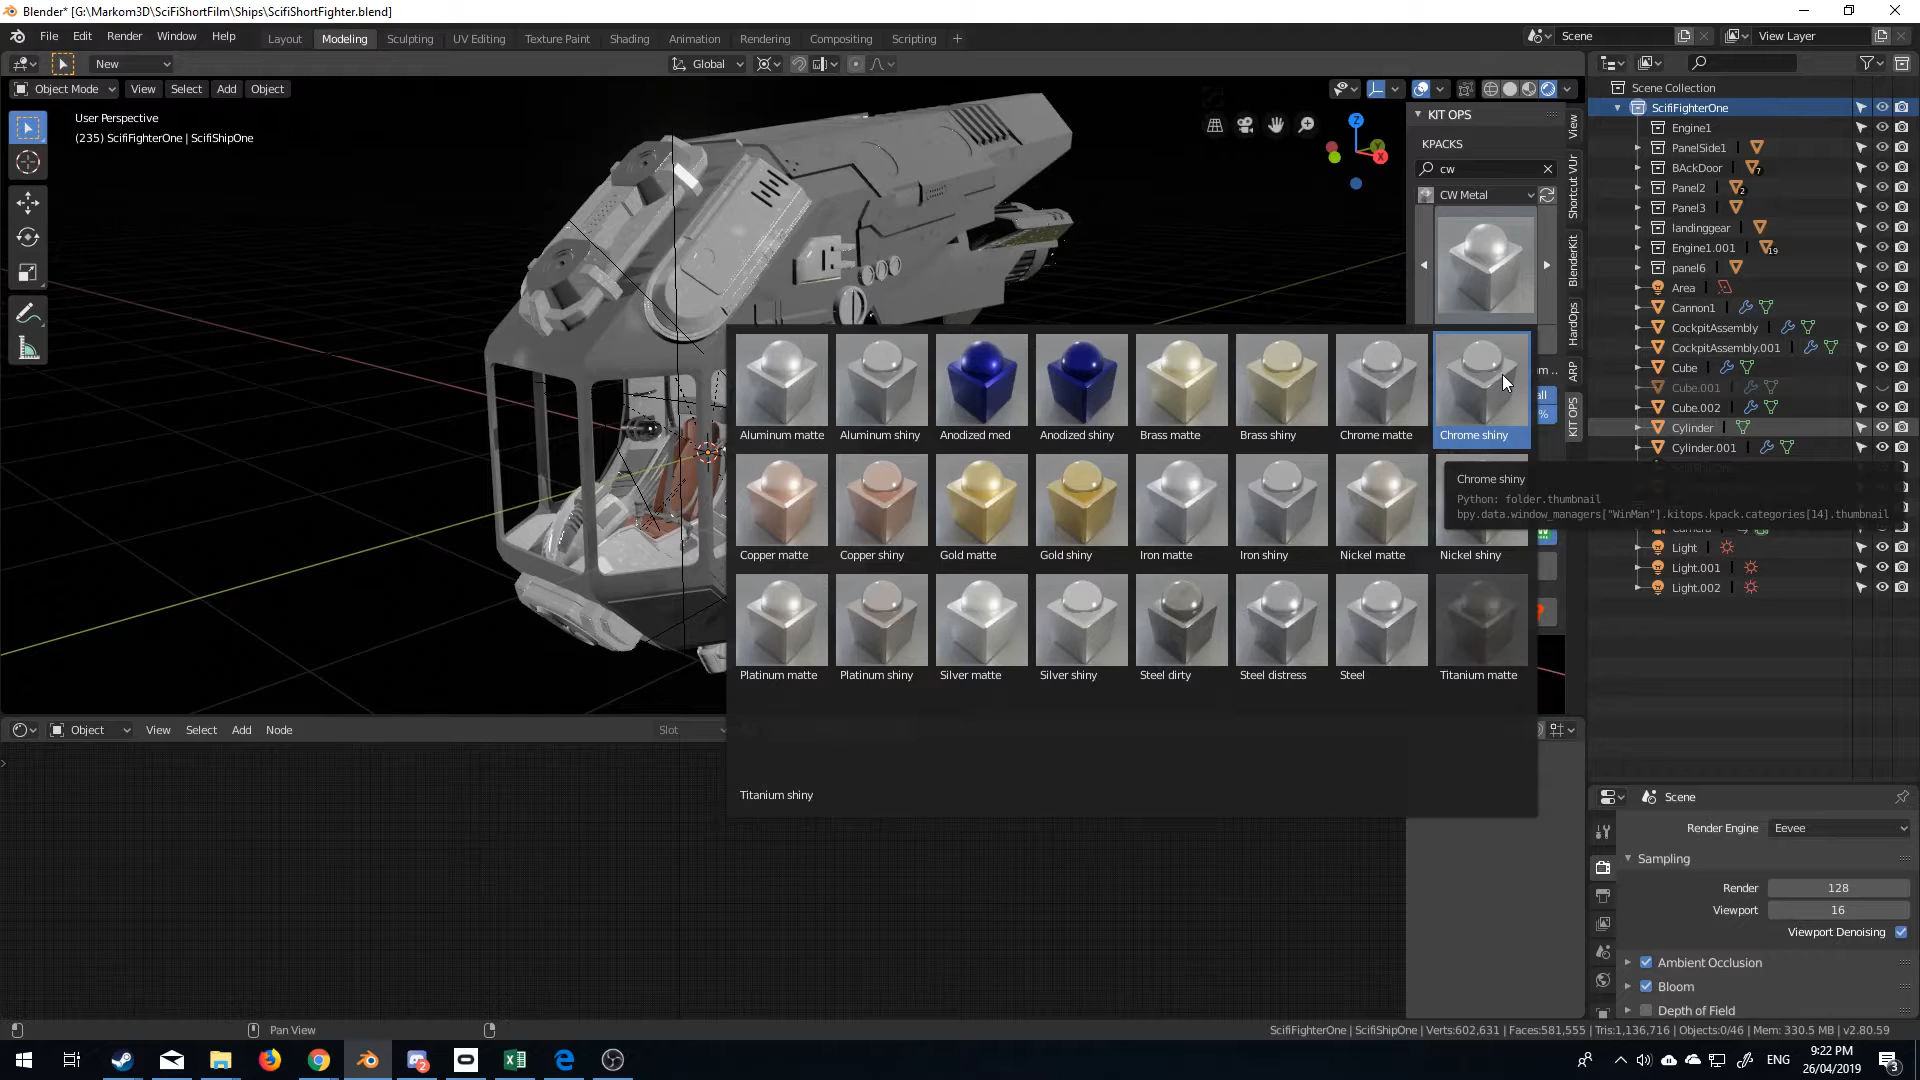 Blender* [G:\Markom3D\SciFiShortFilm\Ships\ScifiShortFighter.blend]
File Edit Render Window Help Layout Modeling Sculpting UV Editing Texture Paint Shading Animation Rendering Compositing Scripting + Scene View Layer
New Global
Object Mode View Select Add Object
User Perspective
(235) ScifiFighterOne | ScifiShipOne
Z Y X
KIT OPS
KPACKS
cw
CW Metal
View
Shortcut VUr
BlenderKit
HardOps
ARP
KIT OPS
Aluminum matte Aluminum shiny Anodized med Anodized shiny Brass matte Brass shiny Chrome matte Chrome shiny
Chrome shiny
Python: folder.thumbnail
bpy.data.window_managers["WinMan"].kitops.kpack.categories[14].thumbnail
Copper matte Copper shiny Gold matte Gold shiny Iron matte Iron shiny Nickel matte Nickel shiny
Platinum matte Platinum shiny Silver matte Silver shiny Steel dirty Steel distress Steel Titanium matte
Titanium shiny
Scene Collection
ScifiFighterOne
Engine1
PanelSide1
BAckDoor 7
Panel2 2
Panel3
landinggear
Engine1.001 19
panel6
Area
Cannon1
CockpitAssembly
CockpitAssembly.001
Cube
Cube.001
Cube.002
Cylinder
Cylinder.001
Light
Light.001
Light.002
Object View Select Add Node Slot
Scene
Render Engine Eevee
Sampling
Render 128
Viewport 16
Viewport Denoising
Ambient Occlusion
Bloom
Depth of Field
Pan View
ScifiFighterOne | ScifiShipOne | Verts:602,631 | Faces:581,555 | Tris:1,136,716 | Objects:0/46 | Mem: 330.5 MB | v2.80.59
ENG
9:22 PM
26/04/2019
2
3